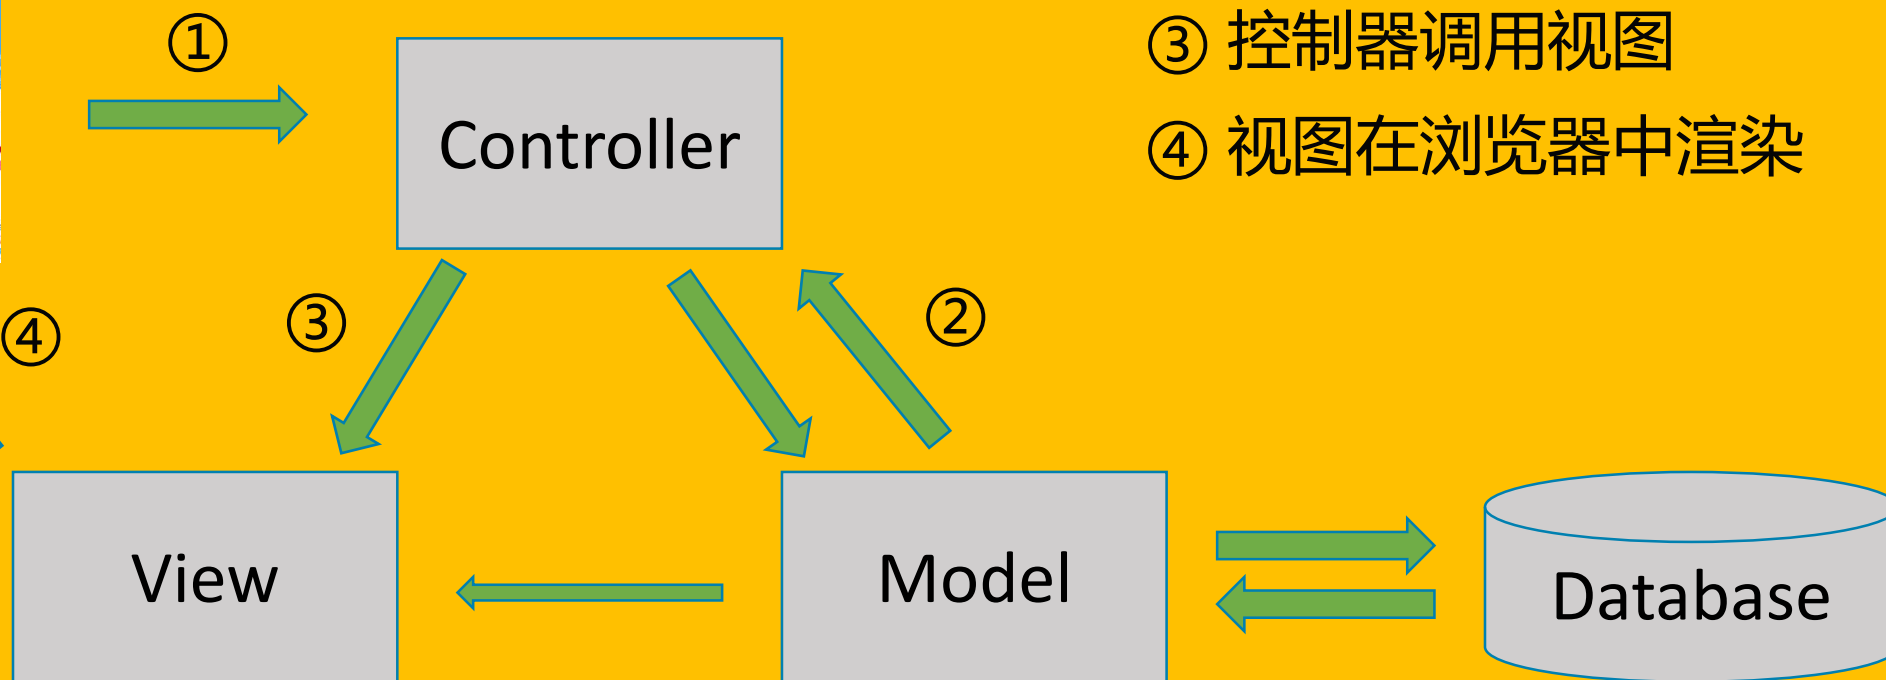 ①
Controller
③ 控制器调用视图
④ 视图在浏览器中渲染
④
③
②
View
Model
Database